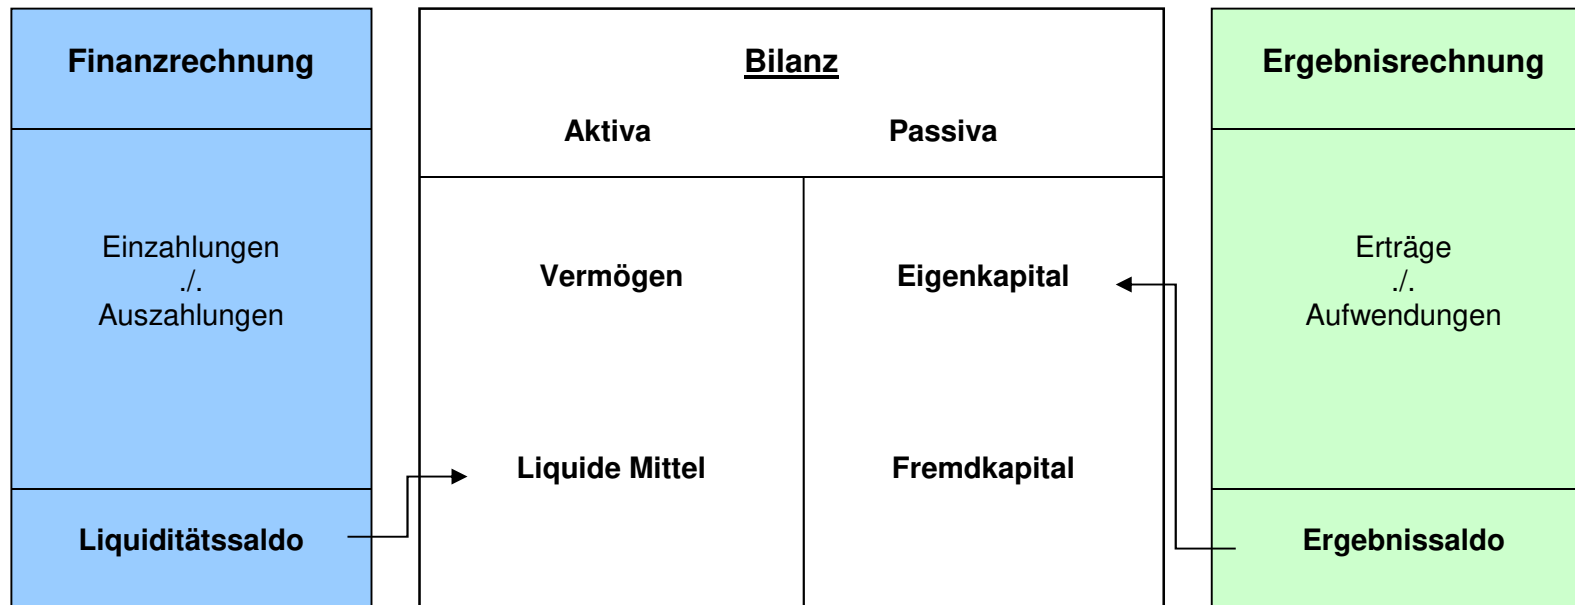 Finanzrechnung
Einzahlungen
./.
Auszahlungen
Liquiditätssaldo
Bilanz
Aktiva Passiva
Vermögen Eigenkapital
Liquide Mittel Fremdkapital
Ergebnisrechnung
Erträge
./.
Aufwendungen
Ergebnissaldo